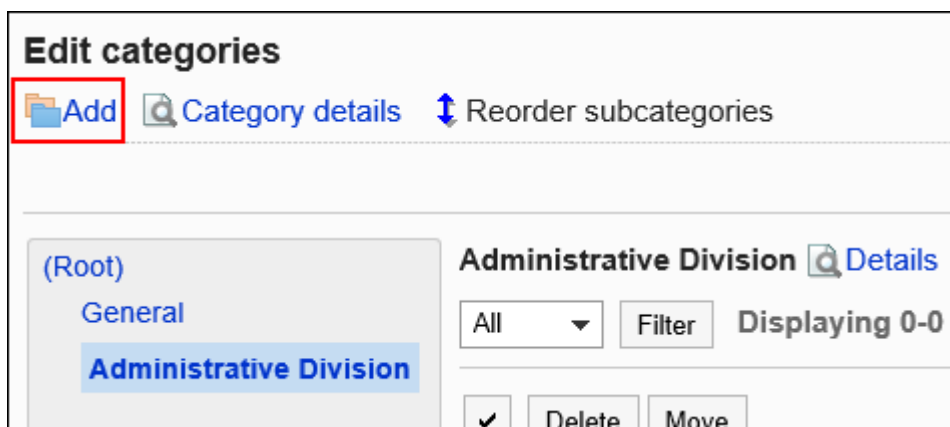 Edit categories
Add Category details Reorder subcategories
(Root)
General
Administrative Division
Administrative Division Details
All Filter Displaying 0-0
Delete Move